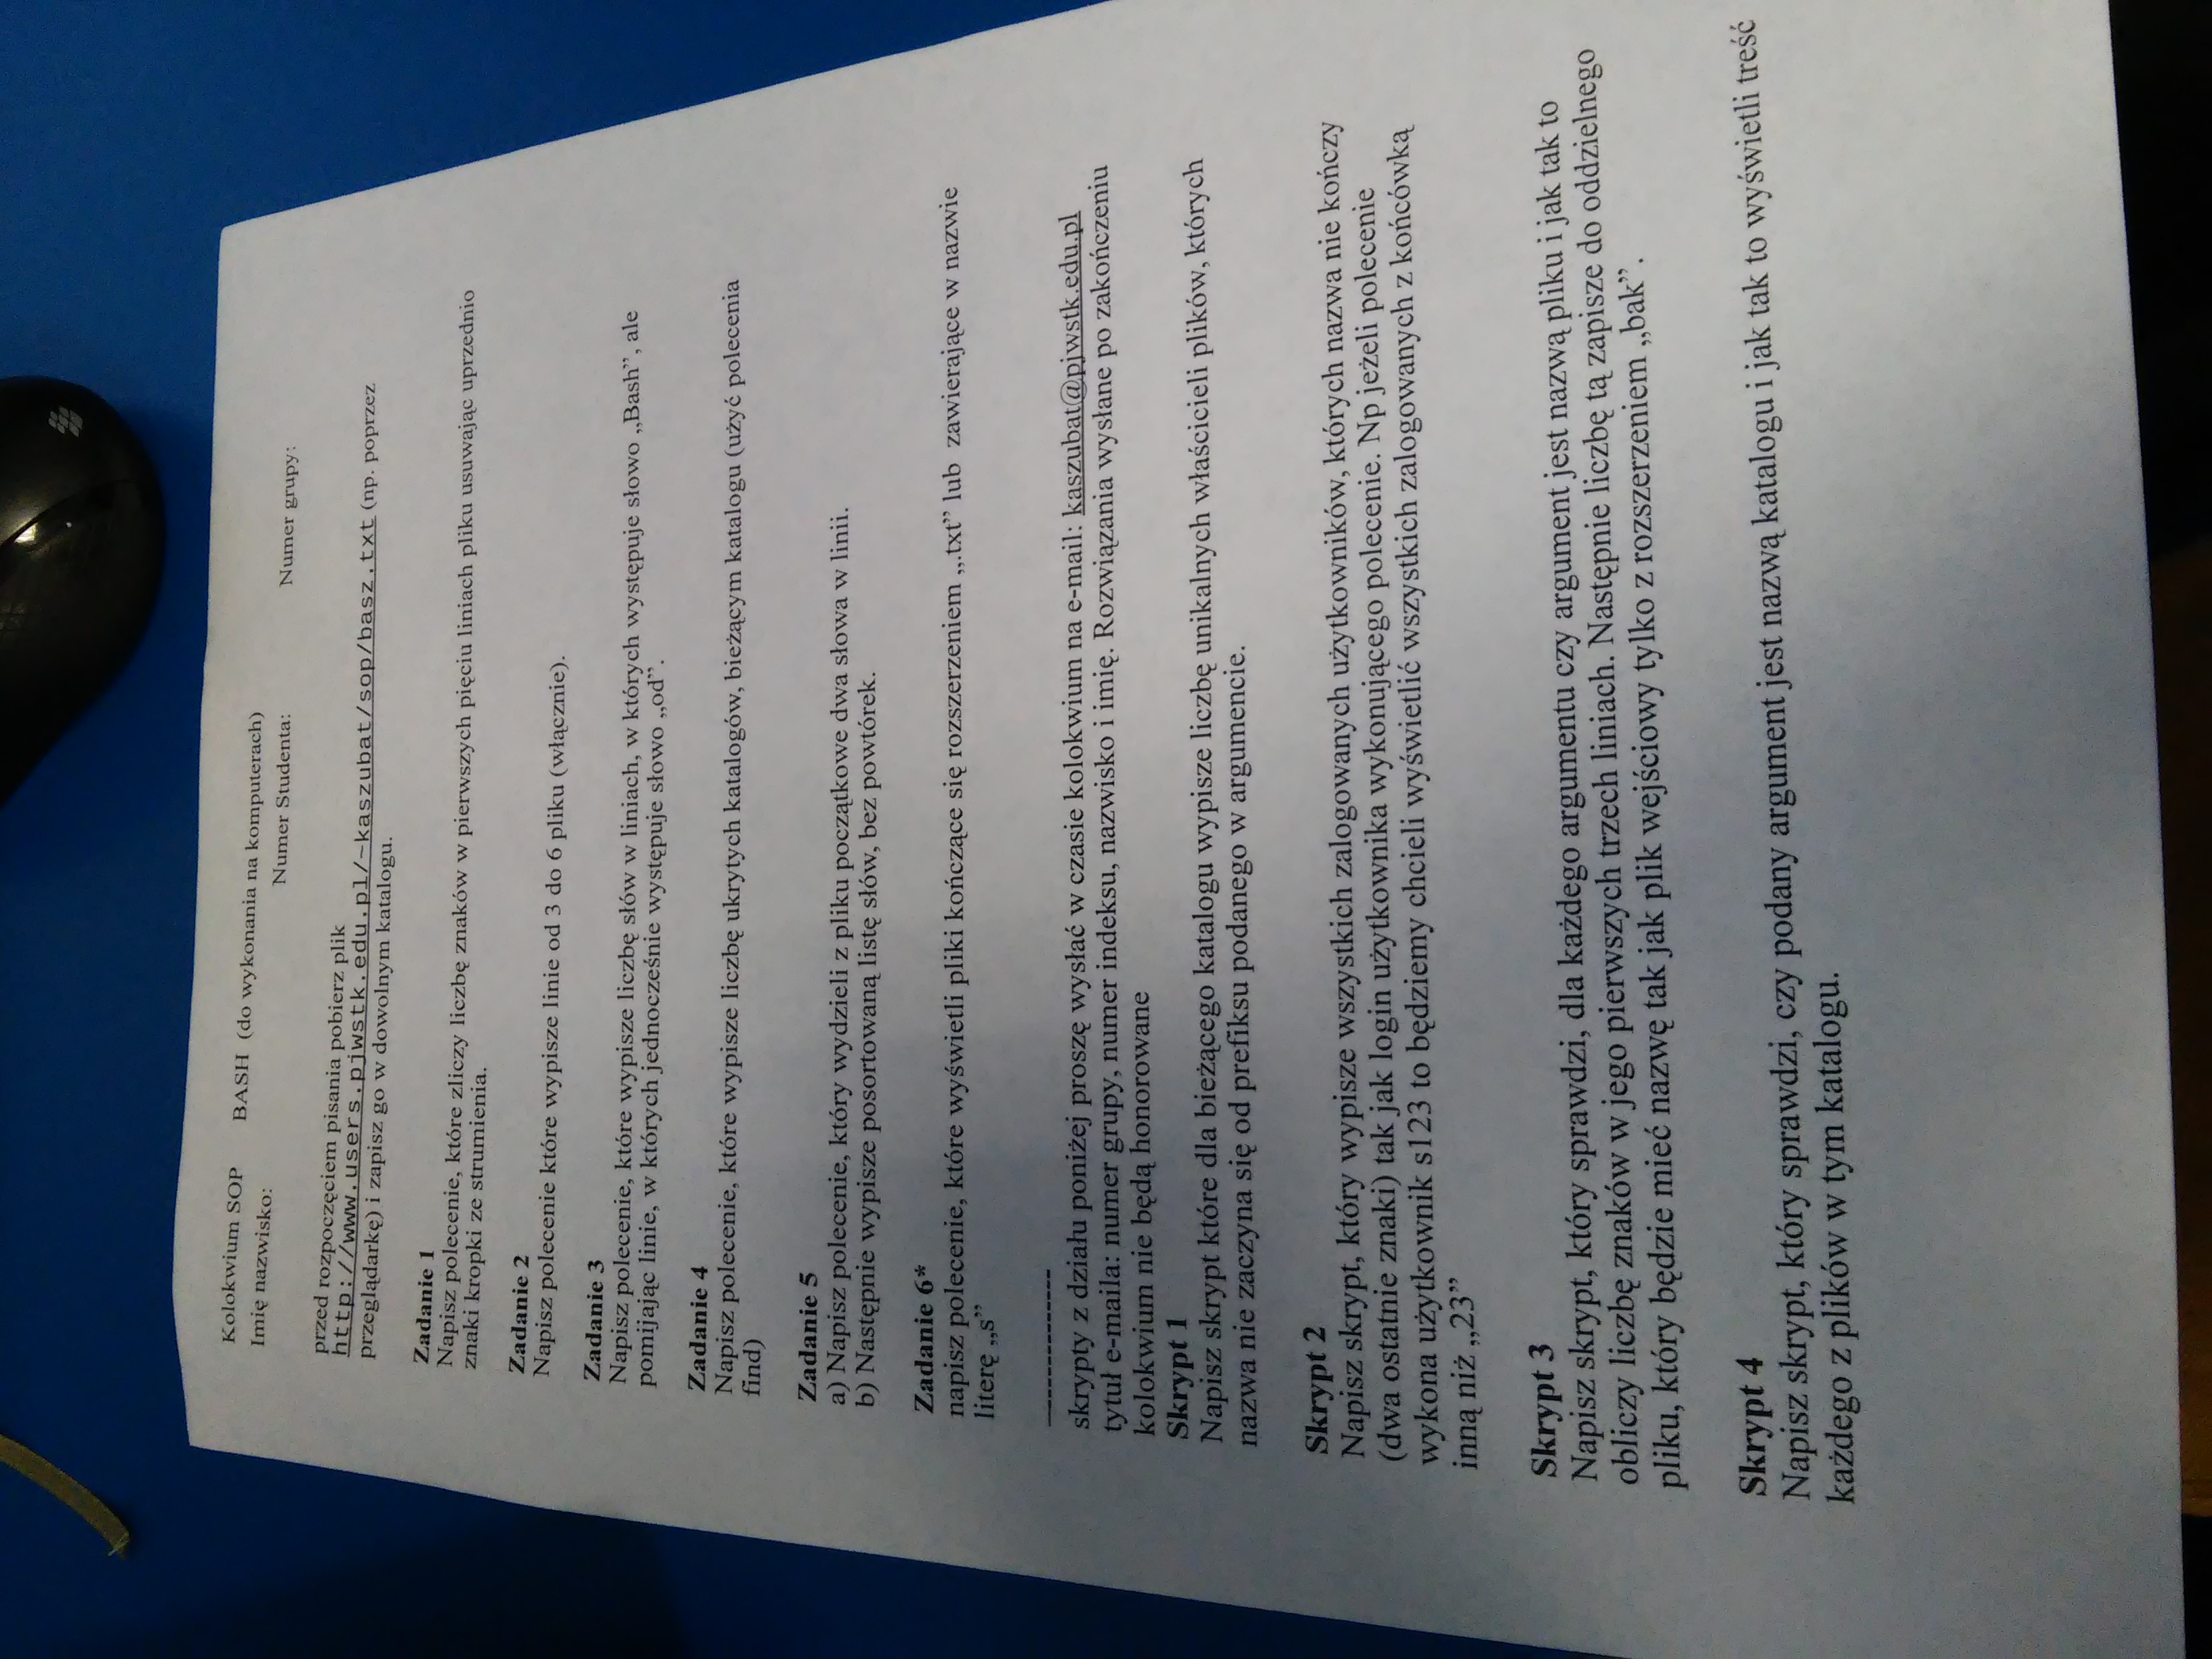 Kolokwium SOP BASH (do wykonania na komputerach)
Imię nazwisko: Numer Studenta: Numer grupy:
przed rozpoczęciem pisania pobierz plik
http://www.users.pjwstk.edu.pl/~kaszubat/sop/basz.txt (np. poprzez
przeglądarkę) i zapisz go w dowolnym katalogu.
Zadanie 1
Napisz polecenie, które zliczy liczbę znaków w pierwszych pięciu liniach pliku usuwając uprzednio
znaki kropki ze strumienia.
Zadanie 2
Napisz polecenie które wypisze linie od 3 do 6 pliku (włącznie).
Zadanie 3
Napisz polecenie, które wypisze liczbę słów w liniach, w których występuje słowo „Bash”, ale
pomijając linie, w których jednocześnie występuje słowo „od”.
Zadanie 4
Napisz polecenie, które wypisze liczbę ukrytych katalogów, bieżącym katalogu (użyć polecenia
find)
Zadanie 5
a) Napisz polecenie, który wydzieli z pliku początkowe dwa słowa w linii.
b) Następnie wypisze posortowaną listę słów, bez powtórek.
Zadanie 6*
napisz polecenie, które wyświetli pliki kończące się rozszerzeniem „.txt” lub zawierające w nazwie
literę „s”
---------------
skrypty z działu poniżej proszę wysłać w czasie kolokwium na e-mail: kaszubat@pjwstk.edu.pl
tytuł e-maila: numer grupy, numer indeksu, nazwisko i imię. Rozwiązania wysłane po zakończeniu
kolokwium nie będą honorowane
Skrypt 1
Napisz skrypt które dla bieżącego katalogu wypisze liczbę unikalnych właścicieli plików, których
nazwa nie zaczyna się od prefiksu podanego w argumencie.
Skrypt 2
Napisz skrypt, który wypisze wszystkich zalogowanych użytkowników, których nazwa nie kończy
(dwa ostatnie znaki) tak jak login użytkownika wykonującego polecenie. Np jeżeli polecenie
wykona użytkownik s123 to będziemy chcieli wyświetlić wszystkich zalogowanych z końcówką
inną niż „23”
Skrypt 3
Napisz skrypt, który sprawdzi, dla każdego argumentu czy argument jest nazwą pliku i jak tak to
obliczy liczbę znaków w jego pierwszych trzech liniach. Następnie liczbę tą zapisze do oddzielnego
pliku, który będzie mieć nazwę tak jak plik wejściowy tylko z rozszerzeniem „bak”.
Skrypt 4
Napisz skrypt, który sprawdzi, czy podany argument jest nazwą katalogu i jak tak to wyświetli treść
każdego z plików w tym katalogu.